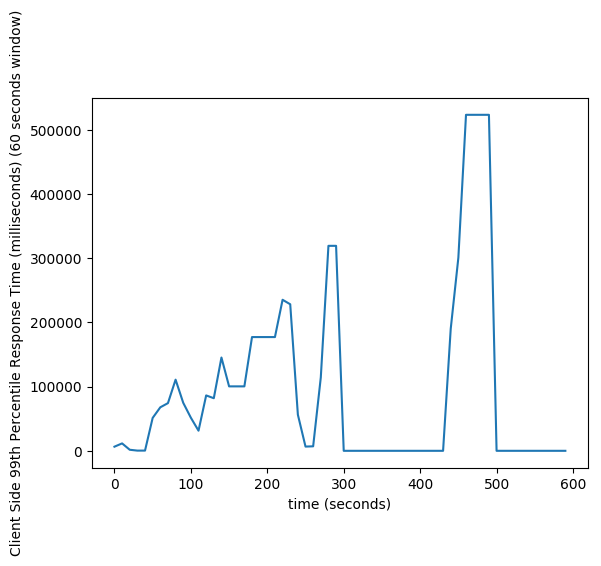 Client Side 99th Percentile Response Time (milliseconds) (60 seconds window)
500000
400000
300000
200000
100000
0
0 100 200 300 400 500 600
time (seconds)